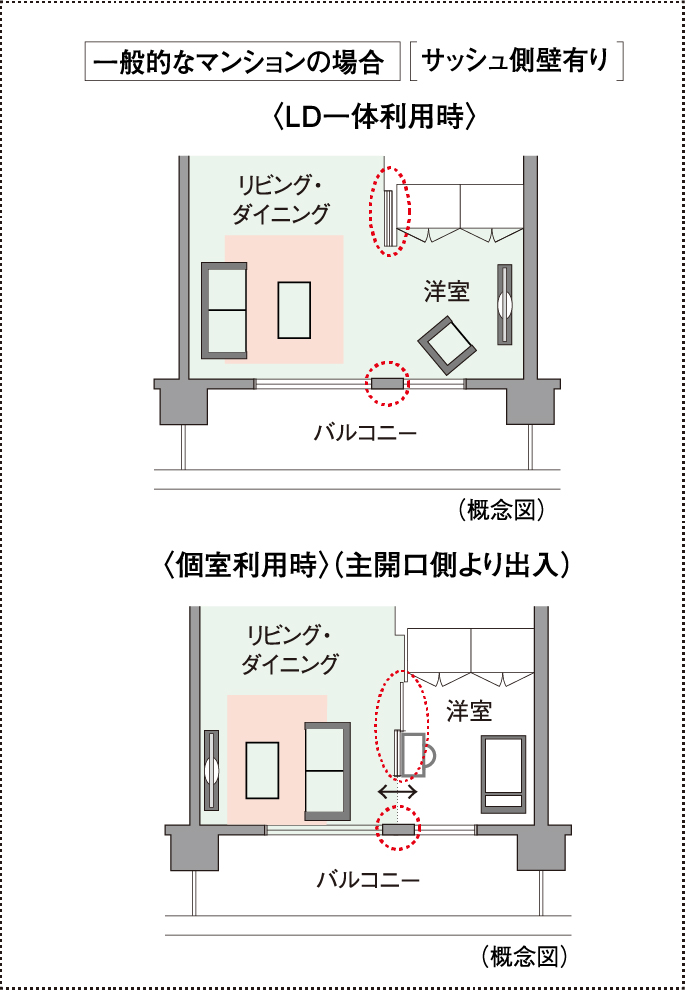 一般的なマンションの場合 サッシュ側壁有り
〈LD一体利用時〉
リビング・
ダイニング
洋室
バルコニー
(概念図)
〈個室利用時〉(主開口側より出入)
リビング・
ダイニング
洋室
バルコニー
(概念図)